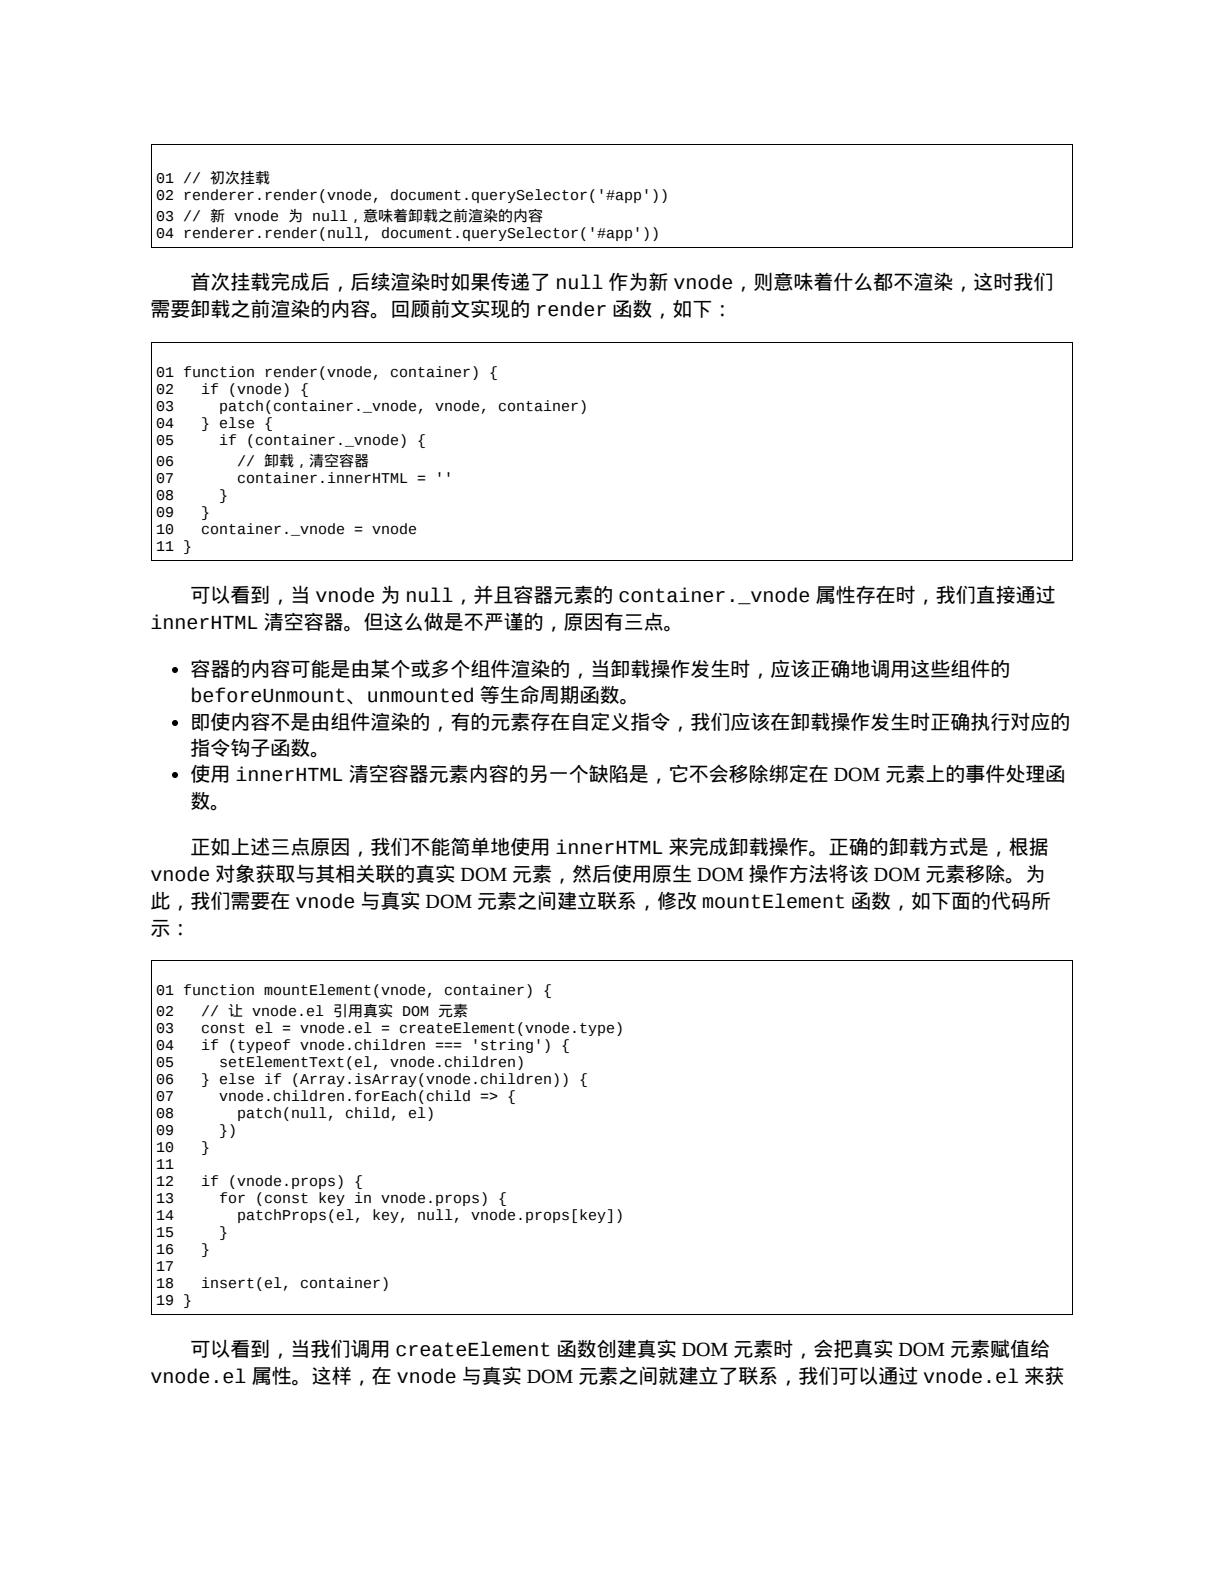 01 // 初次挂载
02 renderer.render(vnode, document.querySelector('#app'))
03 // 新 vnode 为 null，意味着卸载之前渲染的内容
04 renderer.render(null, document.querySelector('#app'))
首次挂载完成后，后续渲染时如果传递了 null 作为新 vnode，则意味着什么都不渲染，这时我们
需要卸载之前渲染的内容。回顾前文实现的 render 函数，如下：
01 function render(vnode, container) {
02   if (vnode) {
03     patch(container._vnode, vnode, container)
04   } else {
05     if (container._vnode) {
06       // 卸载，清空容器
07       container.innerHTML = ''
08     }
09   }
10   container._vnode = vnode
11 }
可以看到，当 vnode 为 null，并且容器元素的 container._vnode 属性存在时，我们直接通过
innerHTML 清空容器。但这么做是不严谨的，原因有三点。
• 容器的内容可能是由某个或多个组件渲染的，当卸载操作发生时，应该正确地调用这些组件的
beforeUnmount、unmounted 等生命周期函数。
• 即使内容不是由组件渲染的，有的元素存在自定义指令，我们应该在卸载操作发生时正确执行对应的
指令钩子函数。
• 使用 innerHTML 清空容器元素内容的另一个缺陷是，它不会移除绑定在 DOM 元素上的事件处理函
数。
正如上述三点原因，我们不能简单地使用 innerHTML 来完成卸载操作。正确的卸载方式是，根据
vnode 对象获取与其相关联的真实 DOM 元素，然后使用原生 DOM 操作方法将该 DOM 元素移除。为
此，我们需要在 vnode 与真实 DOM 元素之间建立联系，修改 mountElement 函数，如下面的代码所
示：
01 function mountElement(vnode, container) {
02   // 让 vnode.el 引用真实 DOM 元素
03   const el = vnode.el = createElement(vnode.type)
04   if (typeof vnode.children === 'string') {
05     setElementText(el, vnode.children)
06   } else if (Array.isArray(vnode.children)) {
07     vnode.children.forEach(child => {
08       patch(null, child, el)
09     })
10   }
11
12   if (vnode.props) {
13     for (const key in vnode.props) {
14       patchProps(el, key, null, vnode.props[key])
15     }
16   }
17
18   insert(el, container)
19 }
可以看到，当我们调用 createElement 函数创建真实 DOM 元素时，会把真实 DOM 元素赋值给
vnode.el 属性。这样，在 vnode 与真实 DOM 元素之间就建立了联系，我们可以通过 vnode.el 来获